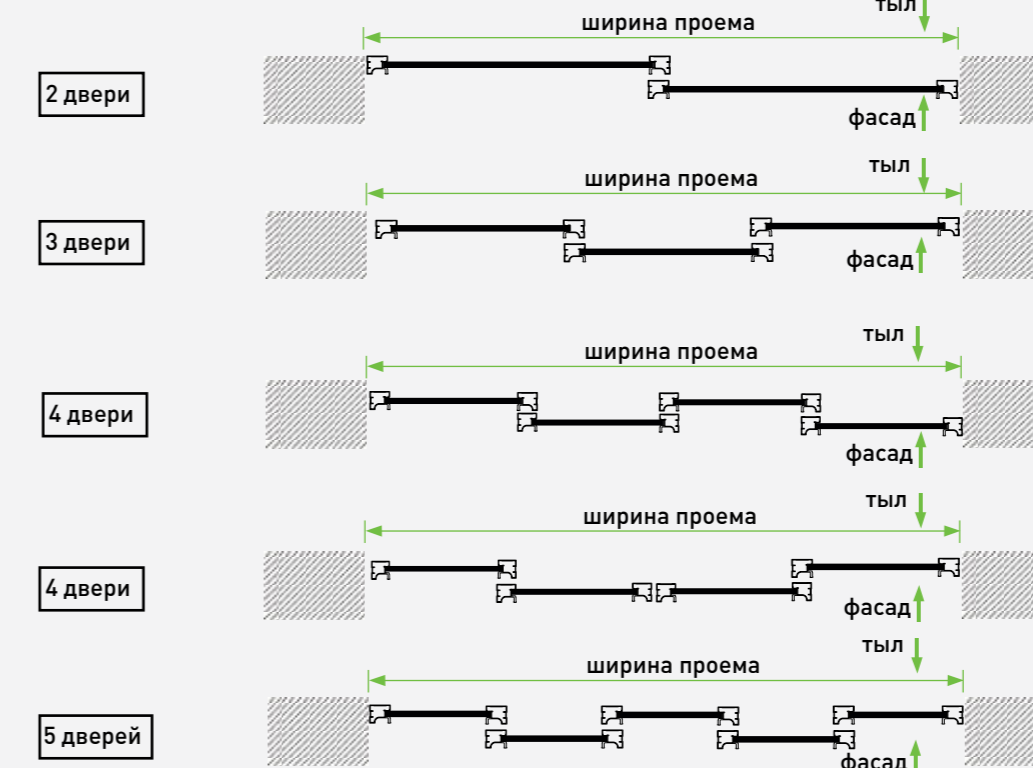 тыл
ширина проема
2 двери
фасад
тыл
ширина проема
3 двери
фасад
тыл
ширина проема
4 двери
фасад
тыл
ширина проема
4 двери
фасад
тыл
ширина проема
5 дверей
фасад